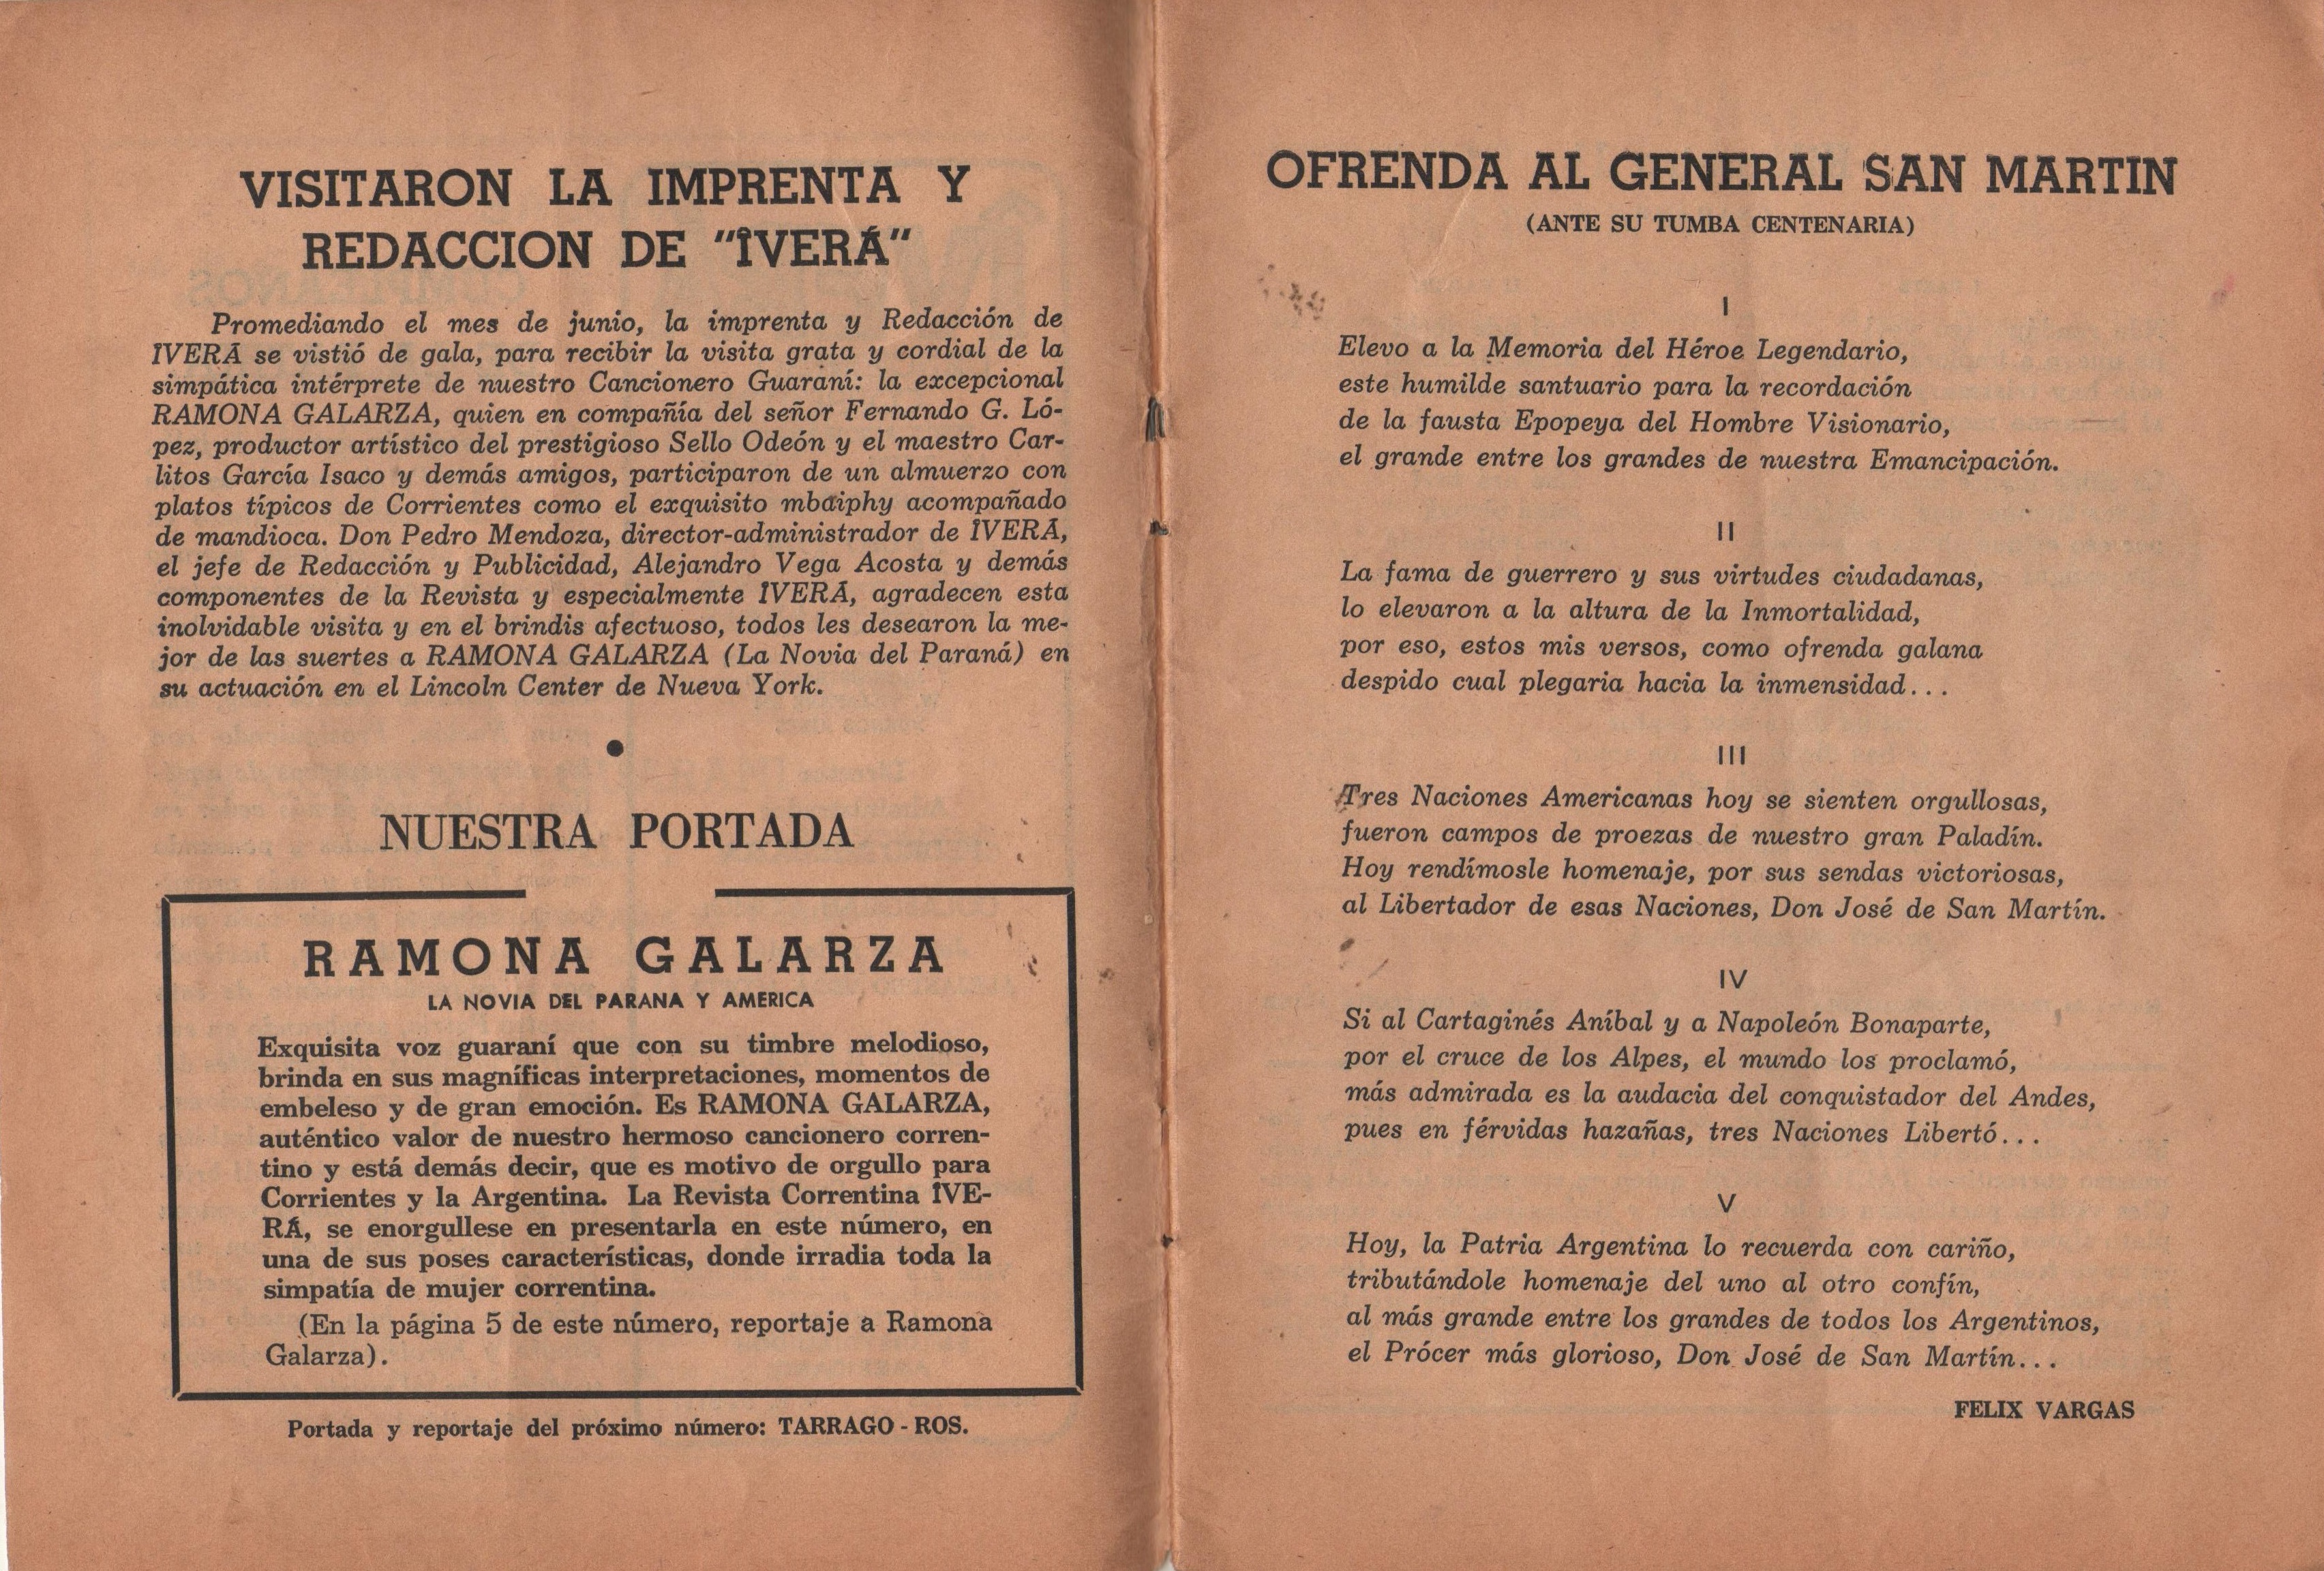 VISITARON LA IMPRENTA Y
REDACCION DE "ÎVERÁ"
Promediando el mes de junio, la imprenta y Redacción de
ÎVERÁ se vistió de gala, para recibir la visita grata y cordial de la
simpática intérprete de nuestro Cancionero Guaraní: la excepcional
RAMONA GALARZA, quien en compañía del señor Fernando G. Ló-
pez, productor artístico del prestigioso Sello Odeón y el maestro Car-
litos García Isaco y demás amigos, participaron de un almuerzo con
platos típicos de Corrientes como el exquisito mbaiphy acompañado
de mandioca. Don Pedro Mendoza, director-administrador de ÎVERÁ,
el jefe de Redacción y Publicidad, Alejandro Vega Acosta y demás
componentes de la Revista y especialmente ÎVERÁ, agradecen esta
inolvidable visita y en el brindis afectuoso, todos les desearon la me-
jor de las suertes a RAMONA GALARZA (La Novia del Paraná) en
su actuación en el Lincoln Center de Nueva York.
NUESTRA PORTADA
RAMONA GALARZA
LA NOVIA DEL PARANA Y AMERICA
Exquisita voz guaraní que con su timbre melodioso,
brinda en sus magníficas interpretaciones, momentos de
embeleso y de gran emoción. Es RAMONA GALARZA,
auténtico valor de nuestro hermoso cancionero corren-
tino y está demás decir, que es motivo de orgullo para
Corrientes y la Argentina. La Revista Correntina ÎVE-
RÁ, se enorgullese en presentarla en este número, en
una de sus poses características, donde irradia toda la
simpatía de mujer correntina.
(En la página 5 de este número, reportaje a Ramona
Galarza).
Portada y reportaje del próximo número: TARRAGO - ROS.
OFRENDA AL GENERAL SAN MARTIN
(ANTE SU TUMBA CENTENARIA)
I
Elevo a la Memoria del Héroe Legendario,
este humilde santuario para la recordación
de la fausta Epopeya del Hombre Visionario,
el grande entre los grandes de nuestra Emancipación.
II
La fama de guerrero y sus virtudes ciudadanas,
lo elevaron a la altura de la Inmortalidad,
por eso, estos mis versos, como ofrenda galana
despido cual plegaria hacia la inmensidad...
III
Tres Naciones Americanas hoy se sienten orgullosas,
fueron campos de proezas de nuestro gran Paladín.
Hoy rendímosle homenaje, por sus sendas victoriosas,
al Libertador de esas Naciones, Don José de San Martín.
IV
Si al Cartaginés Aníbal y a Napoleón Bonaparte,
por el cruce de los Alpes, el mundo los proclamó,
más admirada es la audacia del conquistador del Andes,
pues en férvidas hazañas, tres Naciones Libertó...
V
Hoy, la Patria Argentina lo recuerda con cariño,
tributándole homenaje del uno al otro confín,
al más grande entre los grandes de todos los Argentinos,
el Prócer más glorioso, Don José de San Martín...
FELIX VARGAS